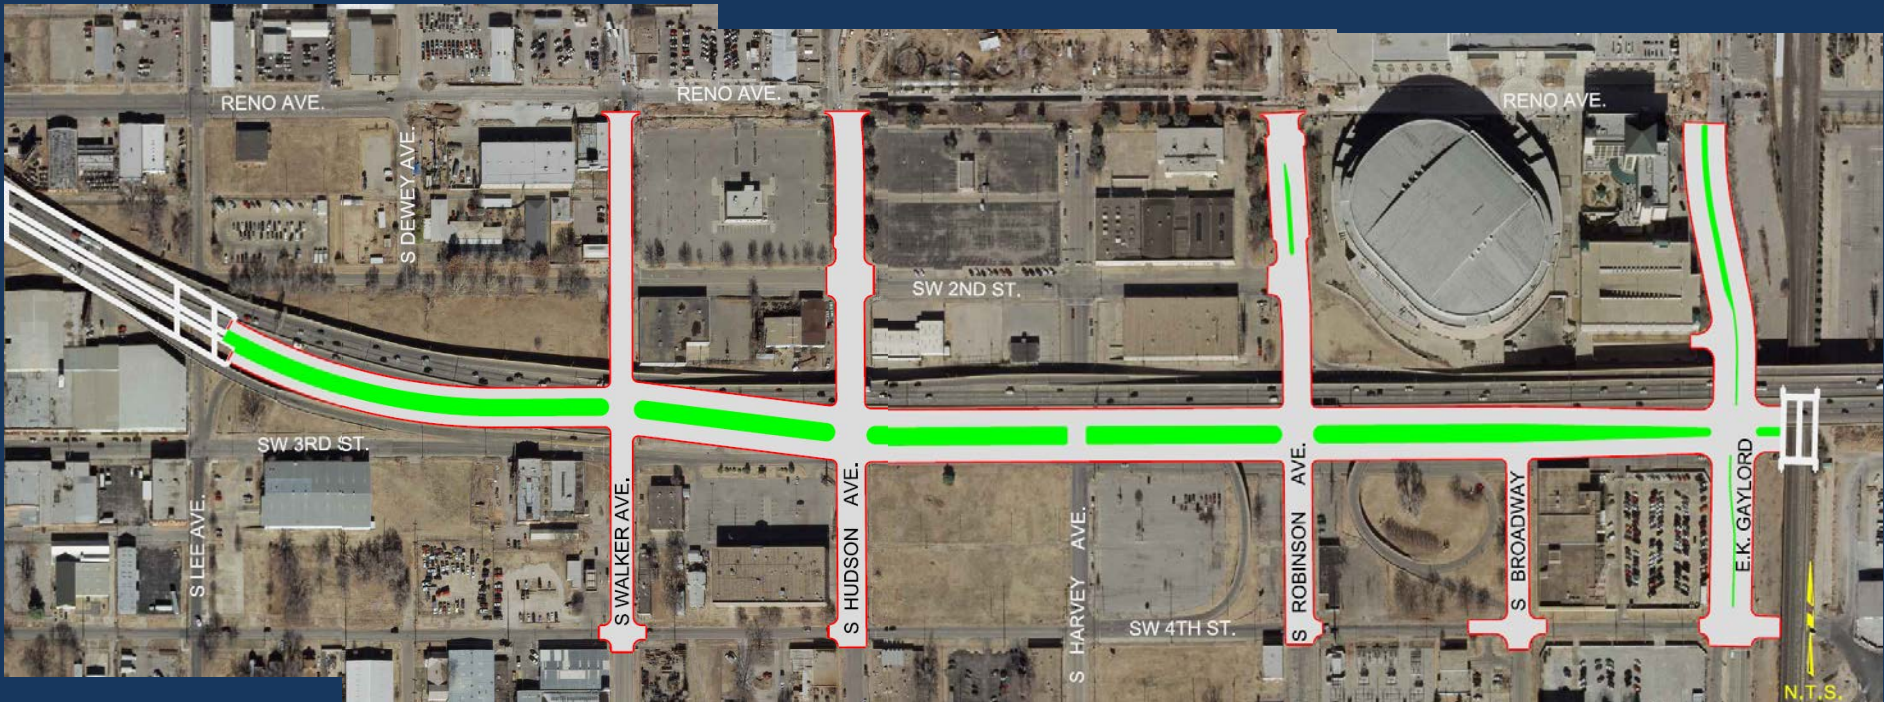 RENO AVE.
RENO AVE.
RENO AVE.
S DEWEY AVE.
SW 2ND ST.
SW 3RD ST.
S LEE AVE.
S WALKER AVE.
S HUDSON AVE.
S HARVEY AVE.
SW 4TH ST.
S ROBINSON AVE.
S BROADWAY
E.K. GAYLORD
N.T.S.